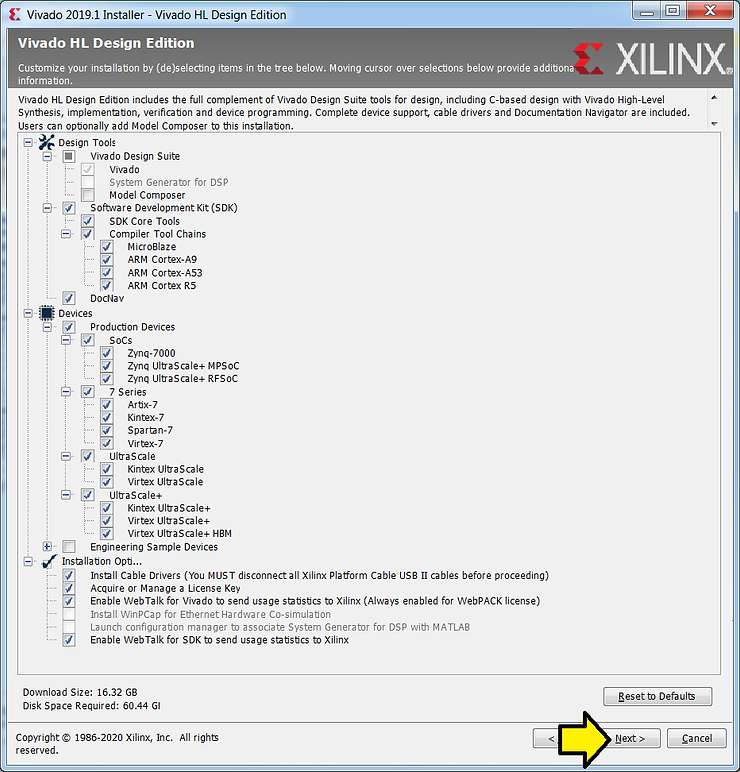 Vivado 2019.1 Installer - Vivado HL Design Edition
Vivado HL Design Edition
Customize your installation by (de)selecting items in the tree below. Moving cursor over selections below provide additiona
information.
XILINX
Vivado HL Design Edition includes the full complement of Vivado Design Suite tools for design, including C-based design with Vivado High-Level
Synthesis, implementation, verification and device programming. Complete device support, cable drivers and Documentation Navigator are included.
Users can optionally add Model Composer to this installation.
Design Tools
Vivado Design Suite
Vivado
System Generator for DSP
Model Composer
Software Development Kit (SDK)
SDK Core Tools
Compiler Tool Chains
MicroBlaze
ARM Cortex-A9
ARM Cortex-A53
ARM Cortex R5
DocNav
Devices
Production Devices
SoCs
Zynq-7000
Zynq UltraScale+ MPSoC
Zynq UltraScale+ RFSoC
7 Series
Artix-7
Kintex-7
Spartan-7
Virtex-7
UltraScale
Kintex UltraScale
Virtex UltraScale
UltraScale+
Kintex UltraScale+
Virtex UltraScale+
Virtex UltraScale+ HBM
Engineering Sample Devices
Installation Opti...
Install Cable Drivers (You MUST disconnect all Xilinx Platform Cable USB II cables before proceeding)
Acquire or Manage a License Key
Enable WebTalk for Vivado to send usage statistics to Xilinx (Always enabled for WebPACK license)
Install WinPCap for Ethernet Hardware Co-simulation
Launch configuration manager to associate System Generator for DSP with MATLAB
Enable WebTalk for SDK to send usage statistics to Xilinx
Download Size: 16.32 GB
Disk Space Required: 60.44 GI
Reset to Defaults
Copyright © 1986-2020 Xilinx, Inc. All rights
reserved.
< Next > Cancel